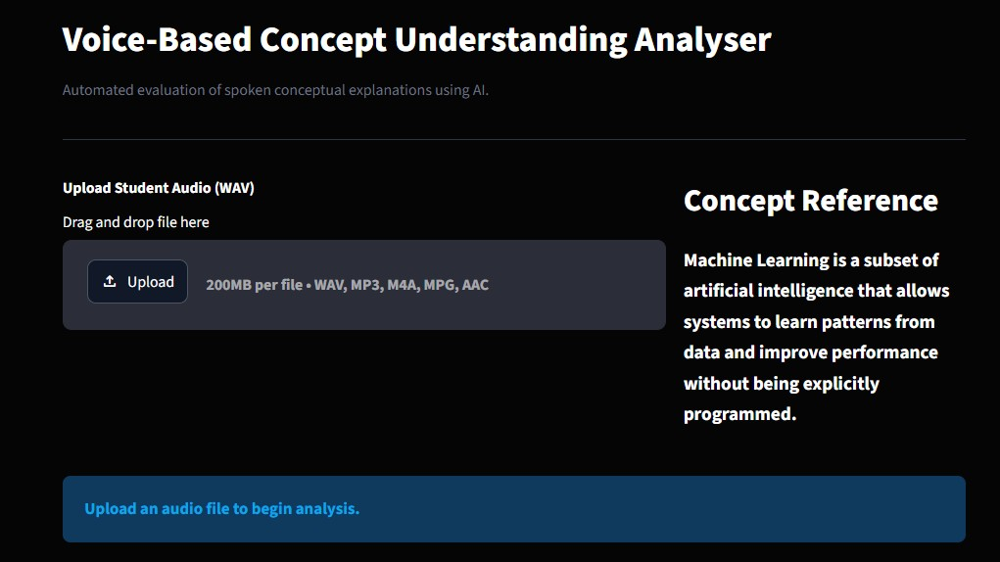 Voice-Based Concept Understanding Analyser
Automated evaluation of spoken conceptual explanations using AI.
Upload Student Audio (WAV)
Drag and drop file here
Upload
200MB per file • WAV, MP3, M4A, MPG, AAC
Concept Reference
Machine Learning is a subset of
artificial intelligence that allows
systems to learn patterns from
data and improve performance
without being explicitly
programmed.
Upload an audio file to begin analysis.